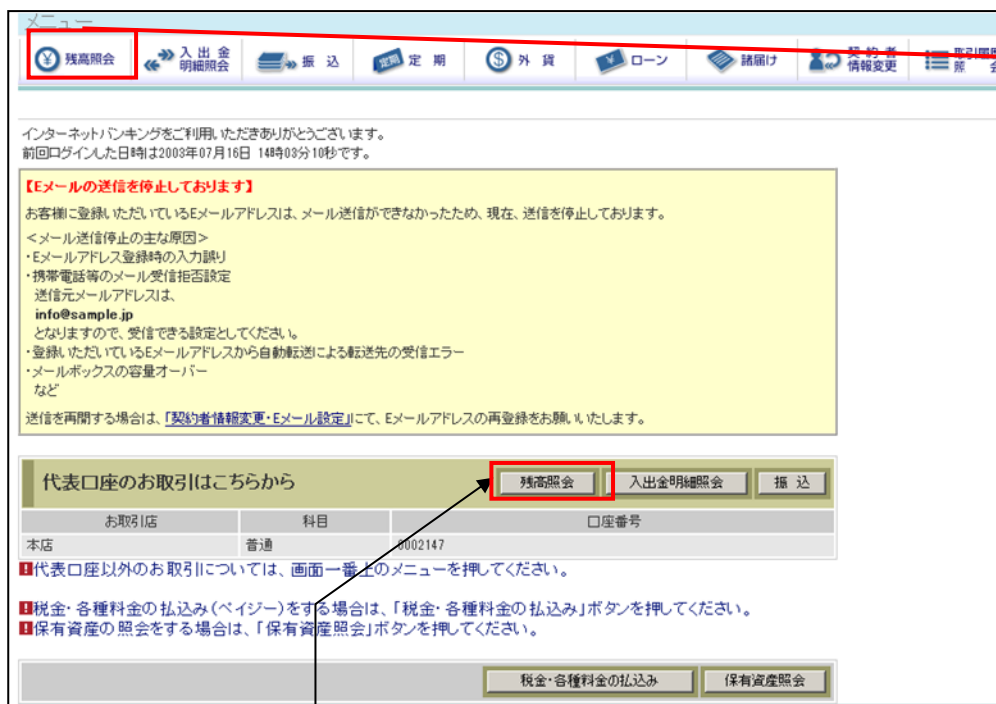 メニュー
残高照会
入出金
明細照会
振込
定期
外貨
ローン
諸届け
契約者
情報変更
インターネットバンキングをご利用いただきありがとうございます。
前回ログインした日時は2003年07月16日 14時03分10秒です。
【Eメールの送信を停止しております】
お客様に登録いただいているEメールアドレスは、メール送信ができなかったため、現在、送信を停止しております。
＜メール送信停止の主な原因＞
・Eメールアドレス登録時の入力誤り
・携帯電話等のメール受信拒否設定
送信元メールアドレスは、
info@sample.jp
となりますので、受信できる設定としてください。
・登録いただいているEメールアドレスから自動転送による転送先の受信エラー
・メールボックスの容量オーバー
など
送信を再開する場合は、「契約者情報変更・Eメール設定」にて、Eメールアドレスの再登録をお願いいたします。
代表口座のお取引はこちらから 残高照会 入出金明細照会 振 込
お取引店 科目 口座番号
本店 普通 0002147
代表口座以外のお取引については、画面一番上のメニューを押してください。
税金・各種料金の払込み（ペイジー）をする場合は、「税金・各種料金の払込み」ボタンを押してください。
保有資産の照会をする場合は、「保有資産照会」ボタンを押してください。
税金・各種料金の払込み 保有資産照会